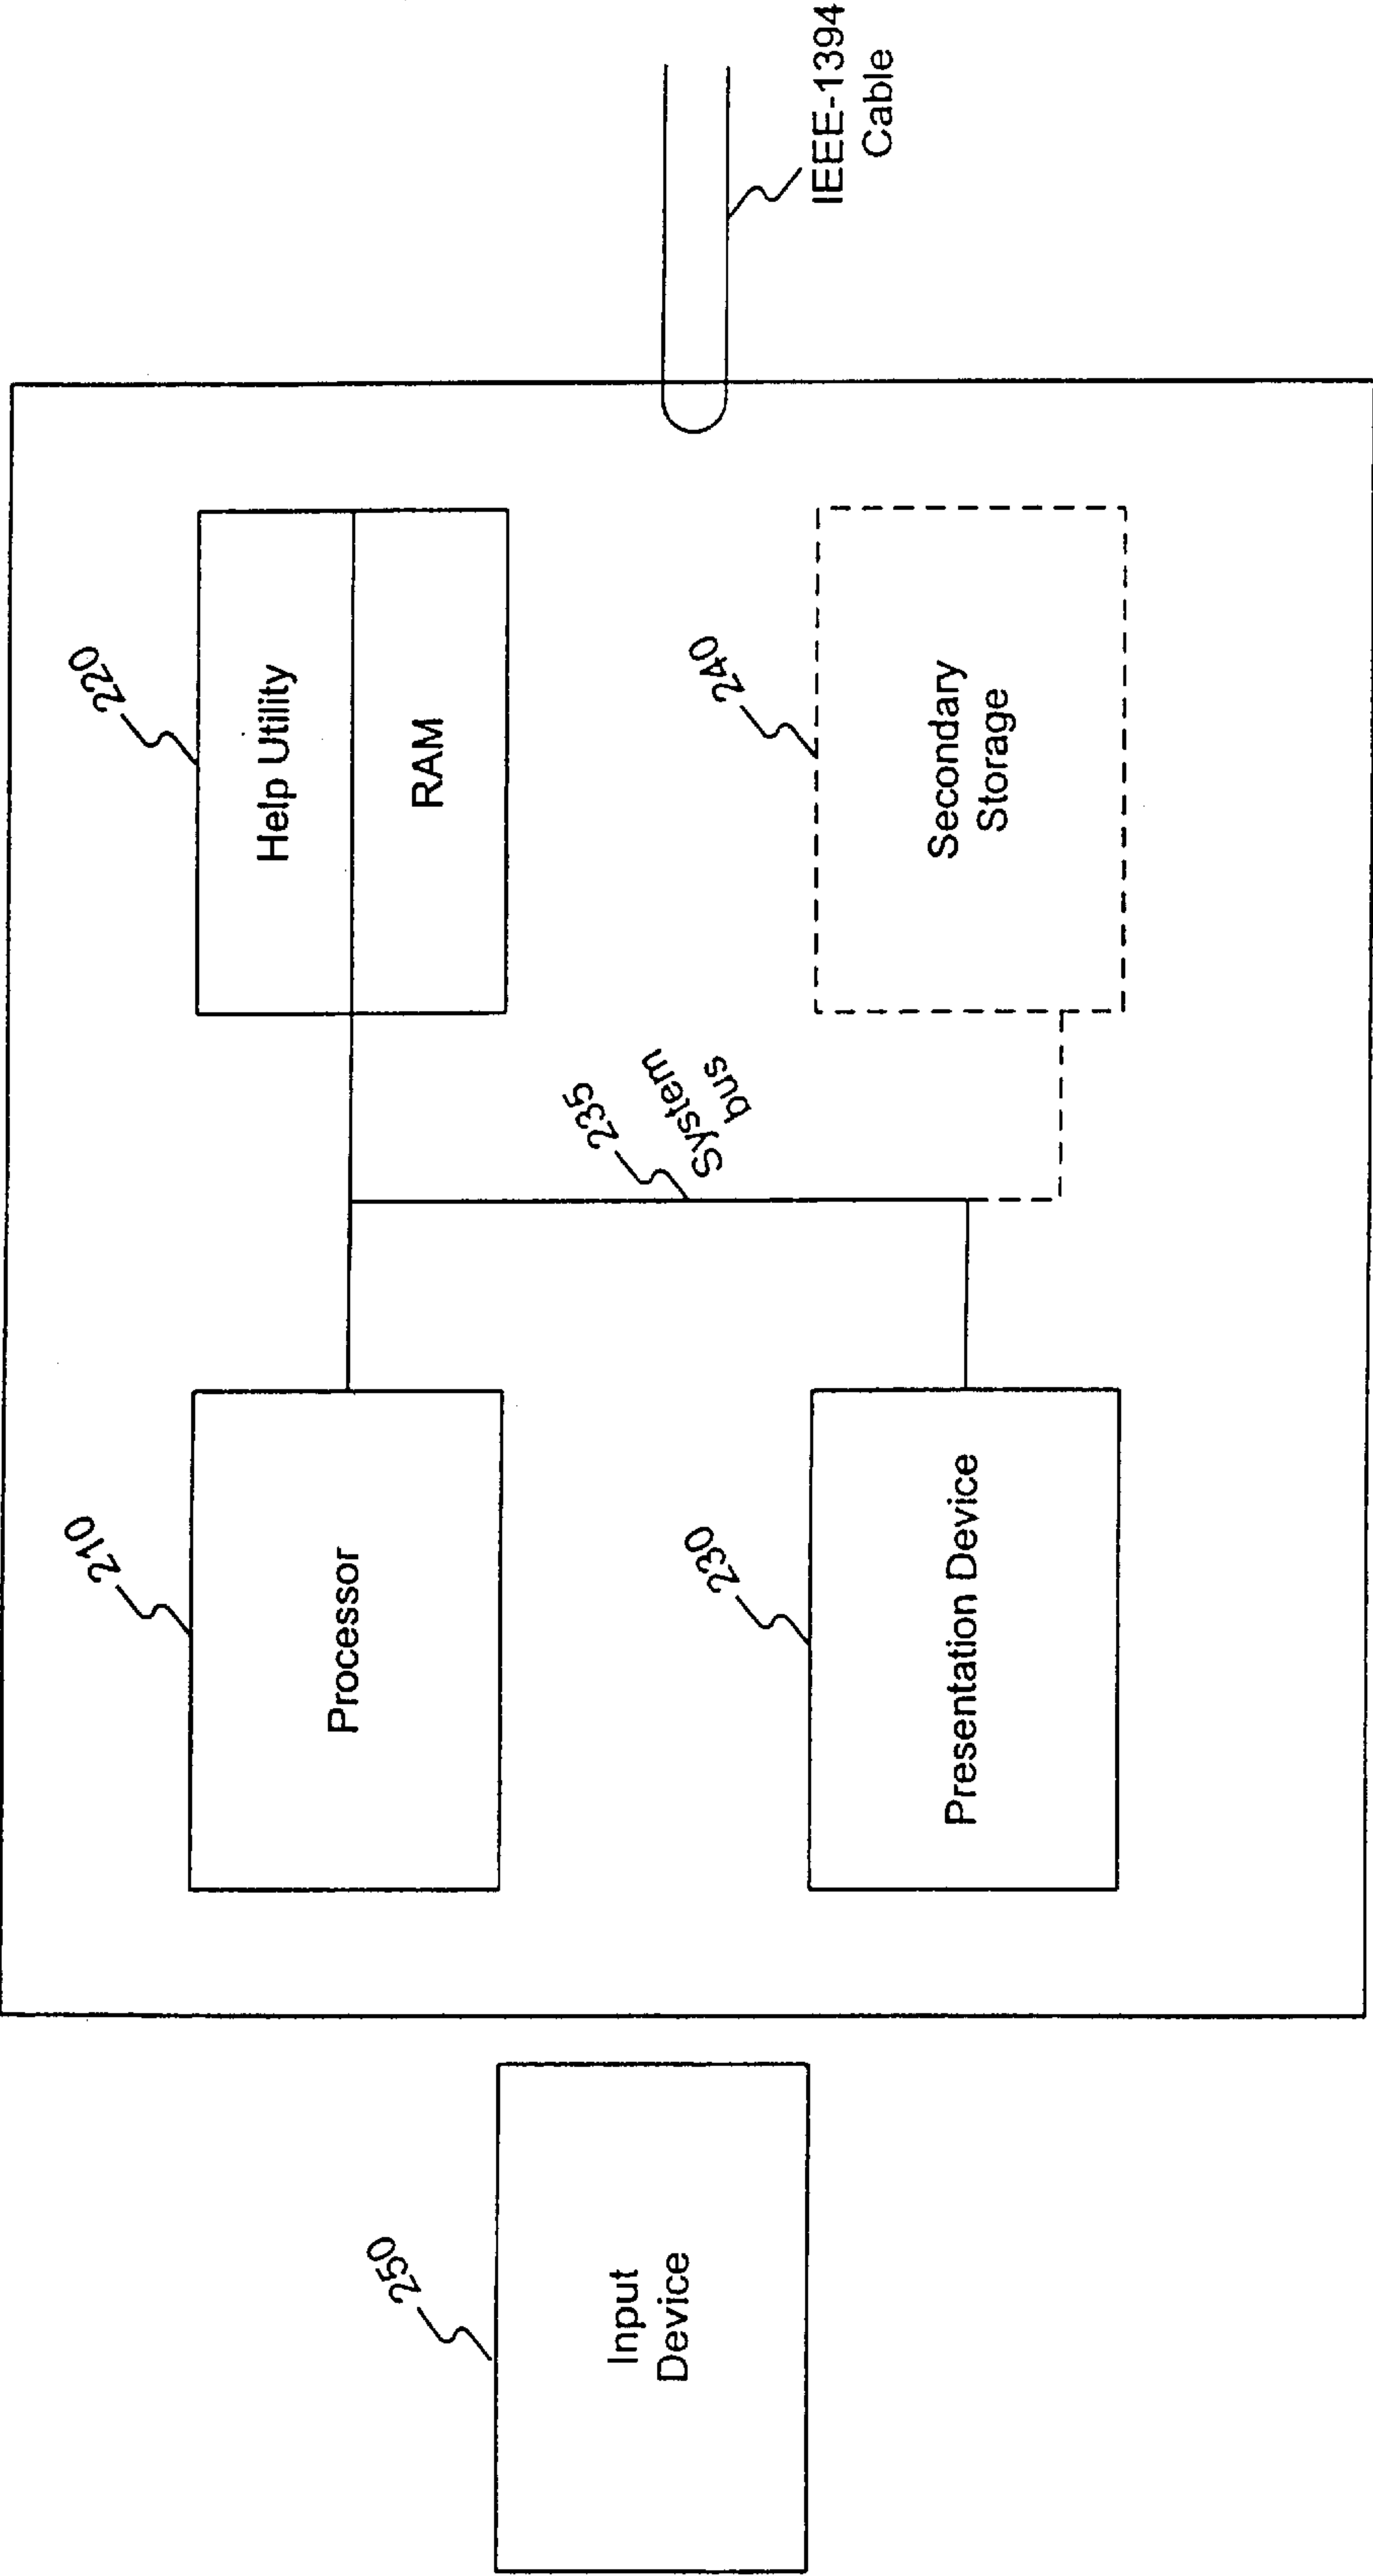 210
Processor
220
Help Utility
RAM
235
System
bus
250
Input
Device
230
Presentation Device
240
Secondary
Storage
IEEE-1394
Cable